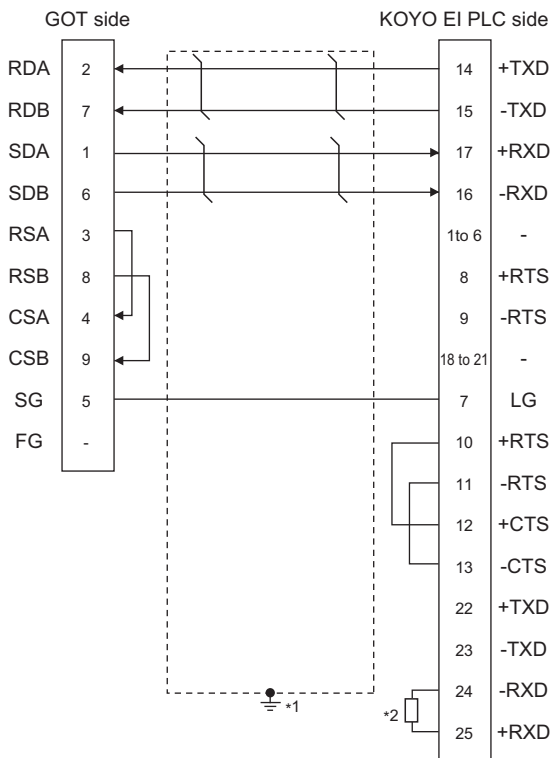 GOT side KOYO EI PLC side
RDA 2 14 +TXD
RDB 7 15 -TXD
SDA 1 17 +RXD
SDB 6 16 -RXD
RSA 3 1to 6 -
RSB 8 8 +RTS
CSA 4 9 -RTS
CSB 9 18 to 21 -
SG 5 7 LG
FG - 10 +RTS
11 -RTS
12 +CTS
13 -CTS
22 +TXD
23 -TXD
24 -RXD
*1 *2
25 +RXD